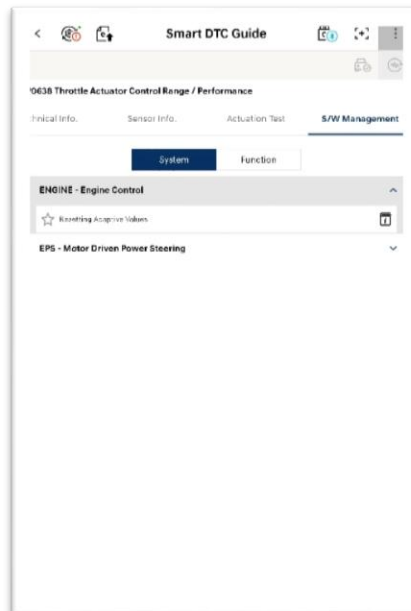 Smart DTC Guide
0638 Throttle Actuator Control Range / Performance
hnical Info. Sensor Info. Actuation Test S/W Management
System Function
ENGINE - Engine Control
Resetting Adaptive Values
EPS - Motor Driven Power Steering